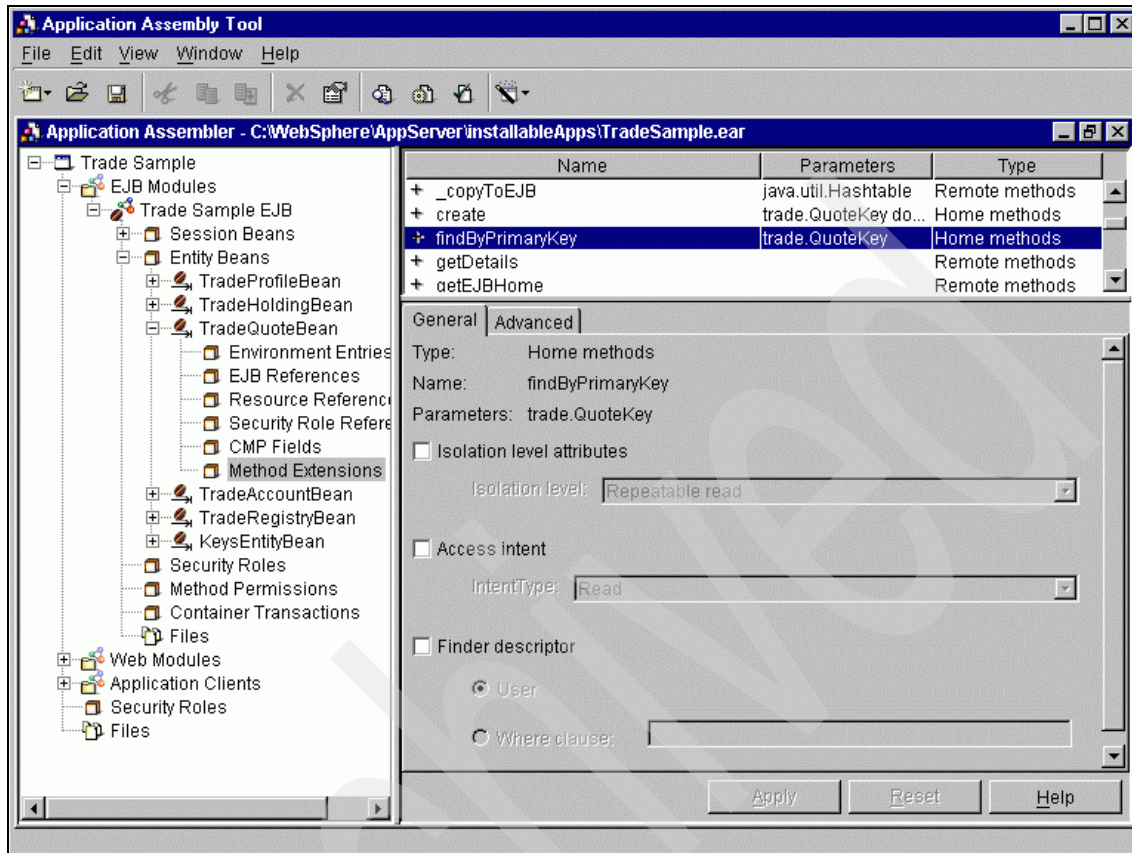 Application Assembly Tool
File Edit View Window Help
Application Assembler - C:\WebSphere\AppServer\installableApps\TradeSample.ear
Trade Sample
EJB Modules
Trade Sample EJB
Session Beans
Entity Beans
TradeProfileBean
TradeHoldingBean
TradeQuoteBean
Environment Entries
EJB References
Resource Referenc
Security Role Refere
CMP Fields
Method Extensions
TradeAccountBean
TradeRegistryBean
KeysEntityBean
Security Roles
Method Permissions
Container Transactions
Files
Web Modules
Application Clients
Security Roles
Files
Name Parameters Type
_copyToEJB java.util.Hashtable Remote methods
create trade.QuoteKey do... Home methods
findByPrimaryKey trade.QuoteKey Home methods
getDetails Remote methods
getEJBHome Remote methods
General Advanced
Type: Home methods
Name: findByPrimaryKey
Parameters: trade.QuoteKey
Isolation level attributes
Isolation level: Repeatable read
Access intent
IntentType: Read
Finder descriptor
User
Where clause:
Apply Reset Help